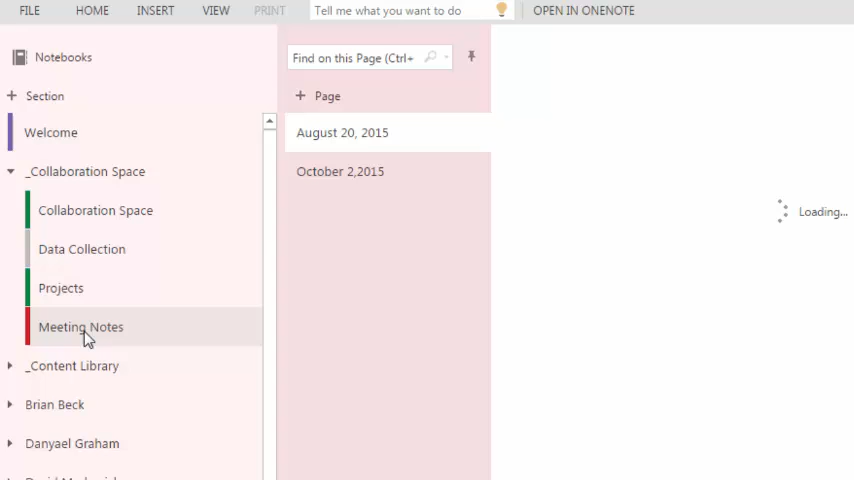 FILE HOME INSERT VIEW PRINT Tell me what you want to do OPEN IN ONENOTE
Notebooks
Find on this Page (Ctrl+
+ Section
+ Page
Welcome
August 20, 2015
_Collaboration Space
October 2,2015
Collaboration Space
Loading...
Data Collection
Projects
Meeting Notes
_Content Library
Brian Beck
Danyael Graham